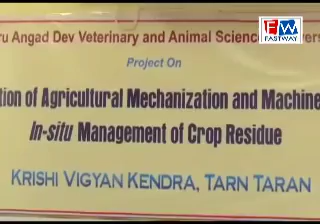 FW
FASTWAY
ru Angad Dev Veterinary and Animal Science
Project On
tion of Agricultural Mechanization and Machine
In-situ Management of Crop Residue
KRISHI VIGYAN KENDRA, TARN TARAN